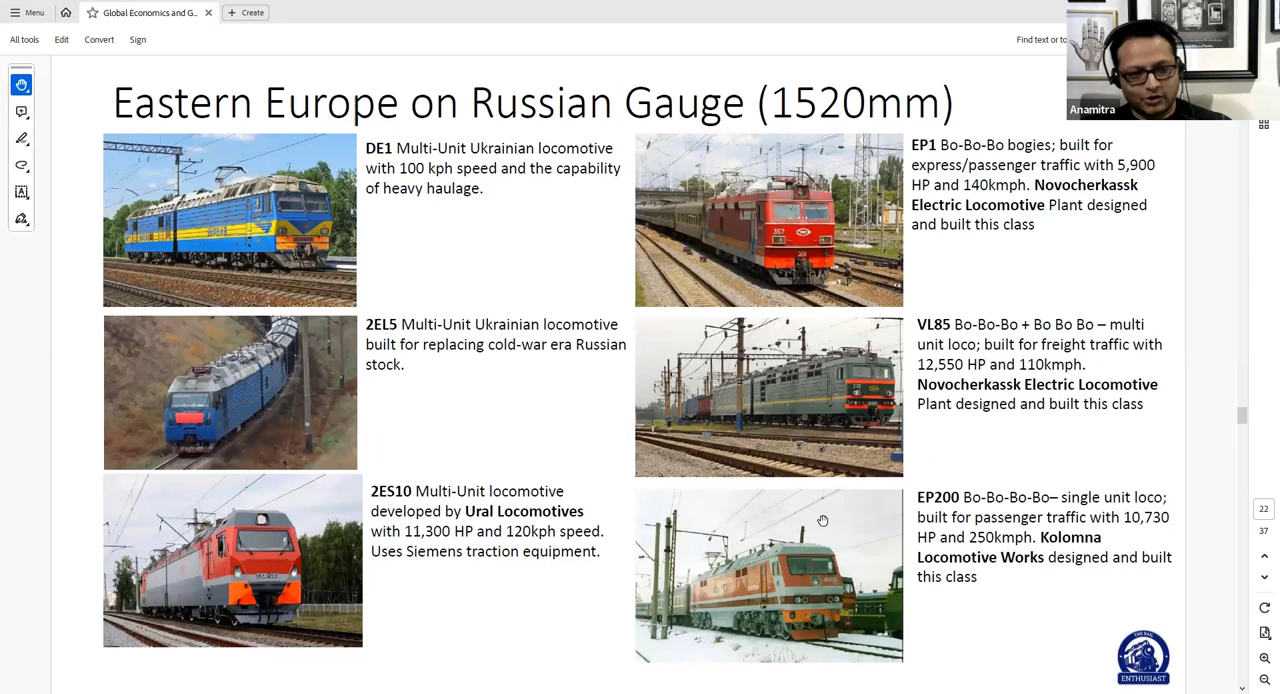 Menu
Global Economics and G...
Create
All tools
Edit
Convert
Sign
Find text or to
Anamitra
Eastern Europe on Russian Gauge (1520mm)
DE1 Multi-Unit Ukrainian locomotive
with 100 kph speed and the capability
of heavy haulage.
EP1 Bo-Bo-Bo bogies; built for
express/passenger traffic with 5,900
HP and 140kmph. Novocherkassk
Electric Locomotive Plant designed
and built this class
357
2EL5 Multi-Unit Ukrainian locomotive
built for replacing cold-war era Russian
stock.
VL85 Bo-Bo-Bo + Bo Bo Bo – multi
unit loco; built for freight traffic with
12,550 HP and 110kmph.
Novocherkassk Electric Locomotive
Plant designed and built this class
232
2ES10 Multi-Unit locomotive
developed by Ural Locomotives
with 11,300 HP and 120kph speed.
Uses Siemens traction equipment.
EP200 Bo-Bo-Bo-Bo– single unit loco;
built for passenger traffic with 10,730
HP and 250kmph. Kolomna
Locomotive Works designed and built
this class
22
37
THE RAIL
ENTHUSIAST